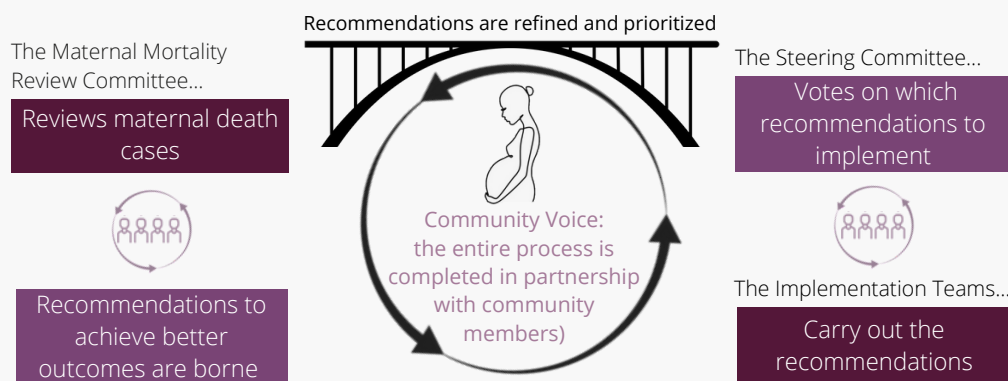 Recommendations are refined and prioritized
The Maternal Mortality
Review Committee...
Reviews maternal death
cases
Recommendations to
achieve better
outcomes are borne
Community Voice:
the entire process is
completed in partnership
with community
members)
The Steering Committee...
Votes on which
recommendations to
implement
The Implementation Teams...
Carry out the
recommendations